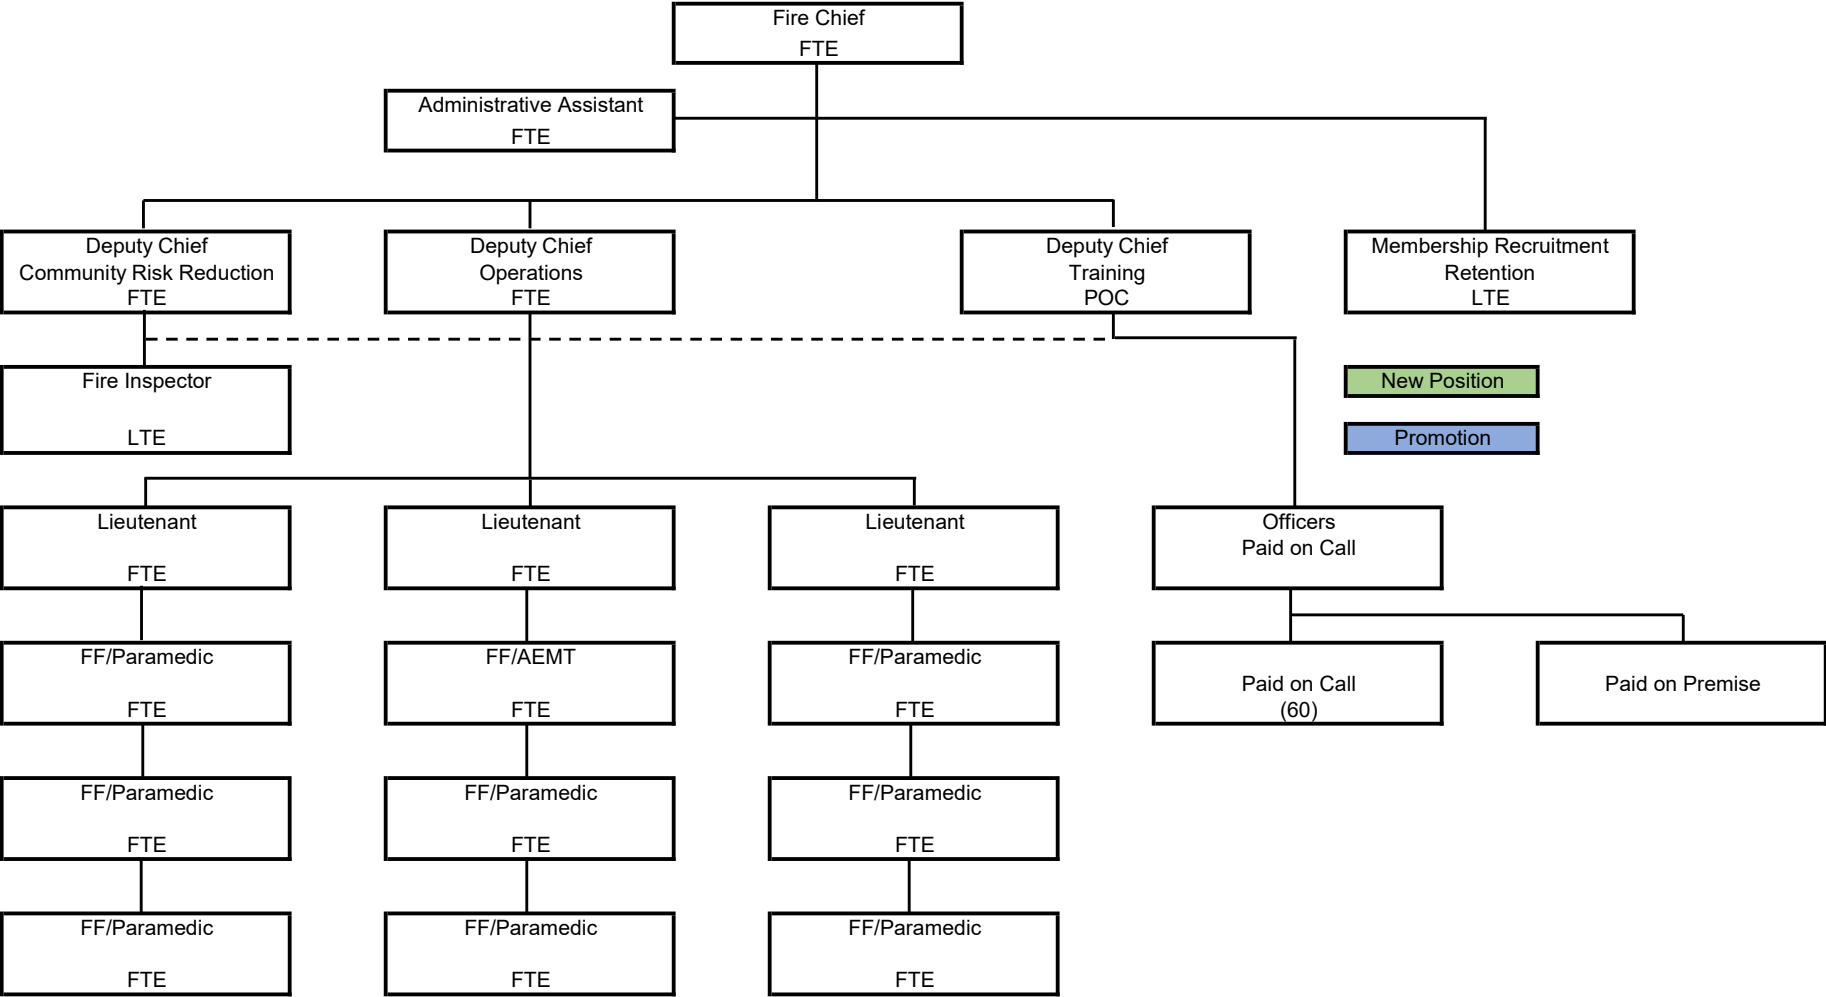 Fire Chief
FTE
Administrative Assistant
FTE
Deputy Chief
Community Risk Reduction
FTE
Deputy Chief
Operations
FTE
Deputy Chief
Training
POC
Membership Recruitment
Retention
LTE
Fire Inspector
LTE
New Position
Promotion
Lieutenant
FTE
Lieutenant
FTE
Lieutenant
FTE
Officers
Paid on Call
FF/Paramedic
FTE
FF/AEMT
FTE
FF/Paramedic
FTE
Paid on Call
(60)
Paid on Premise
FF/Paramedic
FTE
FF/Paramedic
FTE
FF/Paramedic
FTE
FF/Paramedic
FTE
FF/Paramedic
FTE
FF/Paramedic
FTE